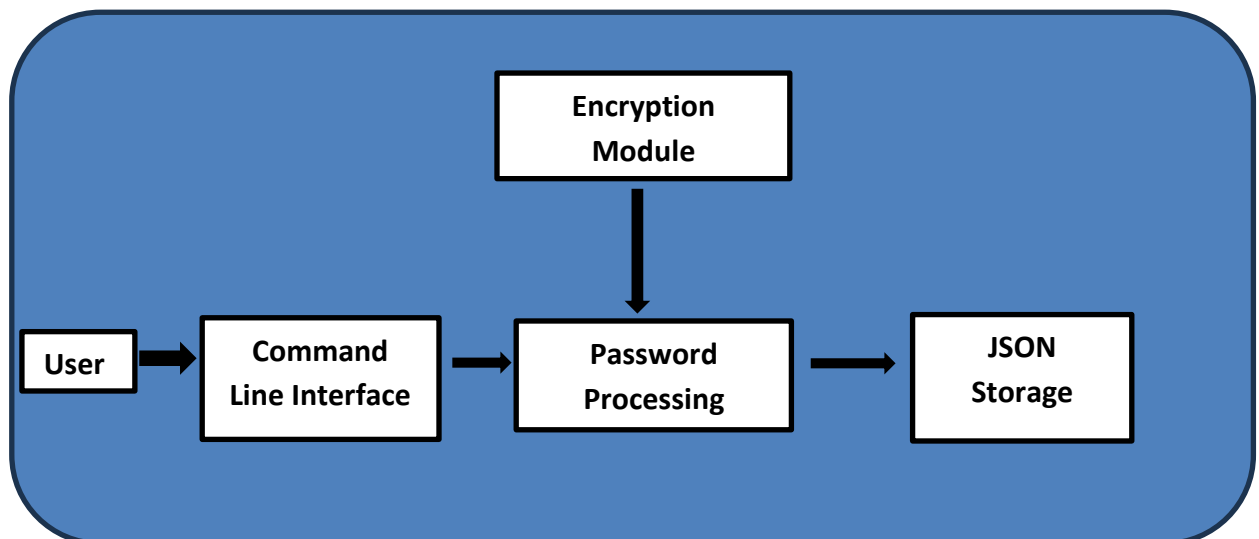 Encryption
Module
User
Command
Line Interface
Password
Processing
JSON
Storage